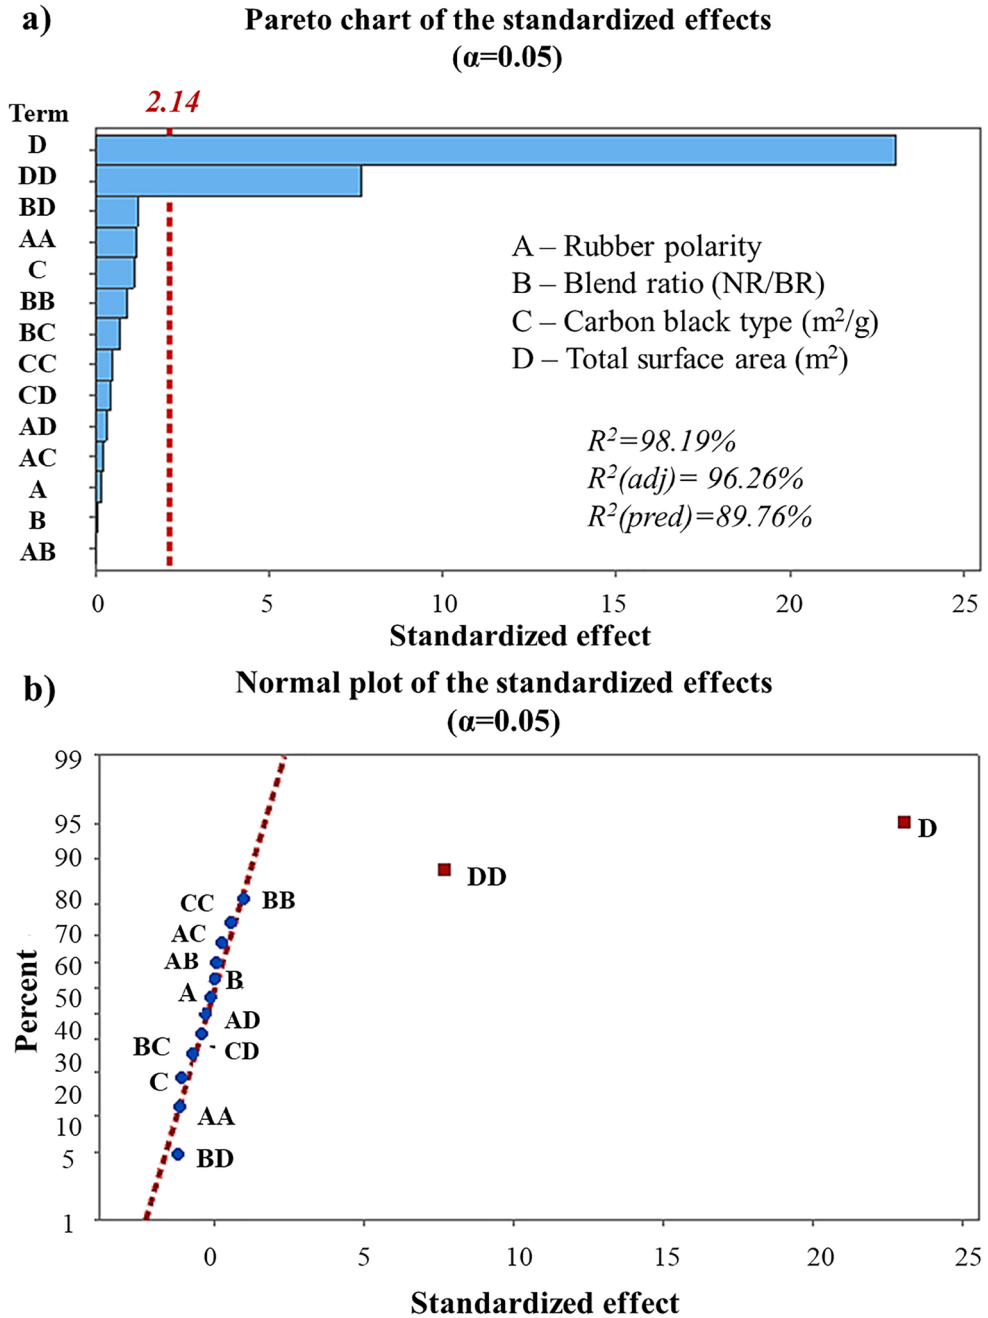 a)
Pareto chart of the standardized effects
(α=0.05)
Term
2.14
D
DD
BD
AA
C
BB
BC
CC
CD
AD
AC
A
B
AB
A – Rubber polarity
B – Blend ratio (NR/BR)
C – Carbon black type (m²/g)
D – Total surface area (m²)
R²=98.19%
R²(adj)= 96.26%
R²(pred)=89.76%
0 5 10 15 20 25
Standardized effect
b)
Normal plot of the standardized effects
(α=0.05)
Percent
99
95
90
80
70
60
50
40
30
20
10
5
1
D
DD
BB
CC
AC
AB
B
A
AD
BC
CD
C
AA
BD
0 5 10 15 20 25
Standardized effect